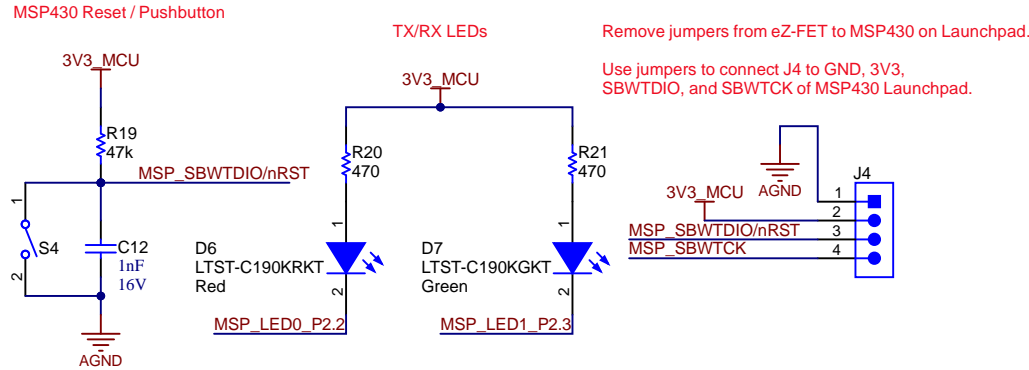 MSP430 Reset / Pushbutton
3V3_MCU
R19
47k
MSP_SBWTDIO/nRST
1
S4
2
C12
1nF
16V
AGND
TX/RX LEDs
3V3_MCU
R20
470
1
D6
LTST-C190KRKT
Red
2
MSP_LED0_P2.2
R21
470
1
D7
LTST-C190KGKT
Green
2
MSP_LED1_P2.3
Remove jumpers from eZ-FET to MSP430 on Launchpad.
Use jumpers to connect J4 to GND, 3V3,
SBWTDIO, and SBWTCK of MSP430 Launchpad.
AGND
J4
1
3V3_MCU
2
MSP_SBWTDIO/nRST
3
MSP_SBWTCK
4